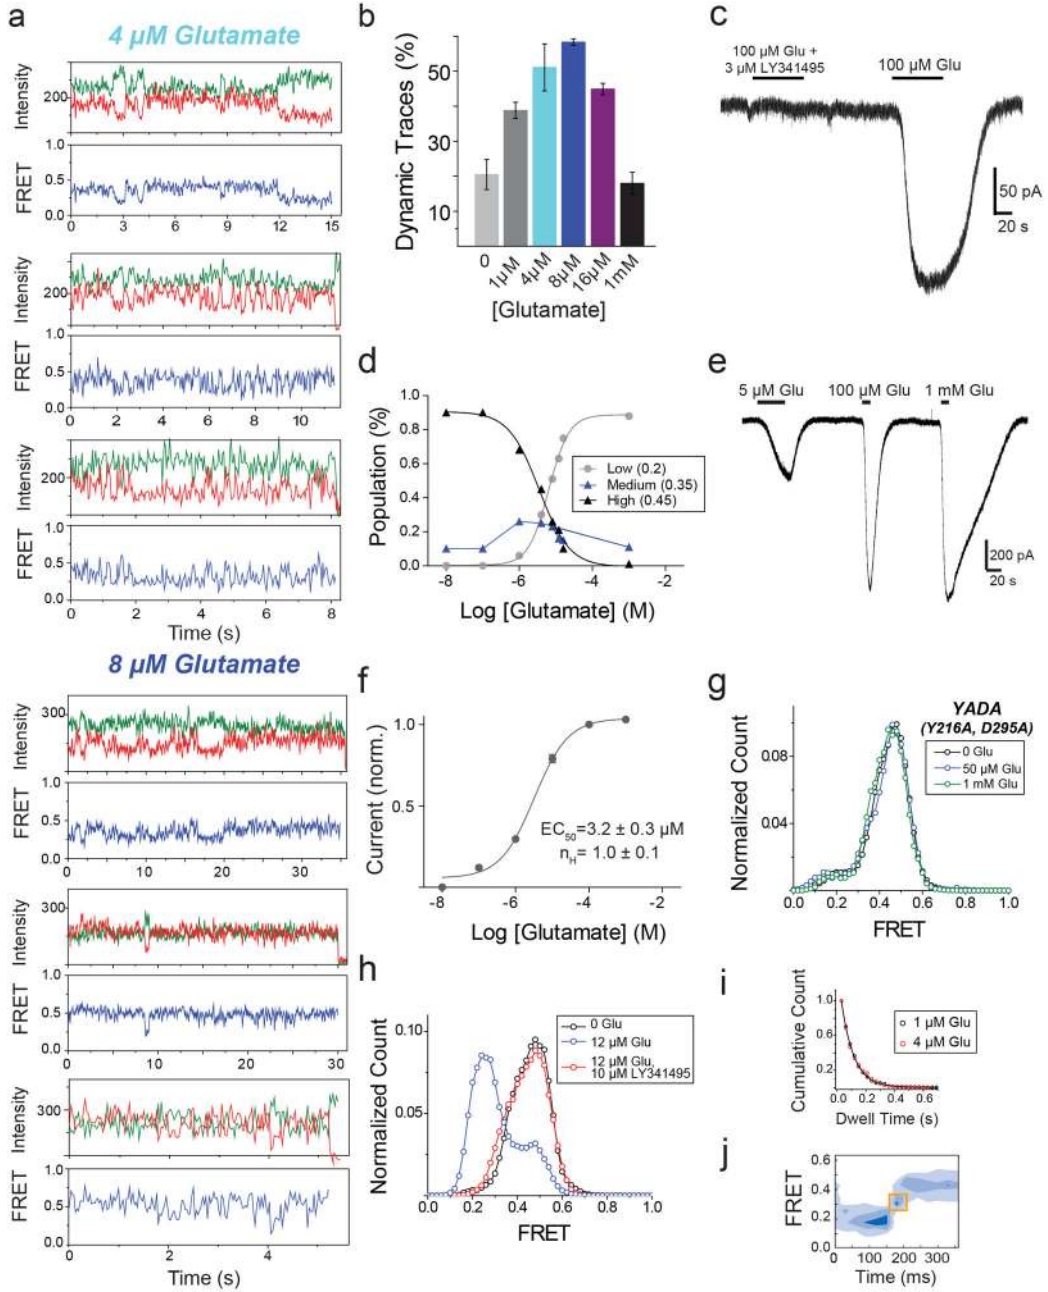 a
4 µM Glutamate
Intensity
200
FRET
1.0
0.5
0.0
0 3 6 9 12 15
Intensity
200
FRET
1.0
0.5
0.0
0 2 4 6 8 10
Intensity
200
FRET
1.0
0.5
0.0
0 2 4 6 8
Time (s)
8 µM Glutamate
Intensity
300
FRET
1.0
0.5
0.0
0 10 20 30
Intensity
300
FRET
1.0
0.5
0.0
0 10 20 30
Intensity
300
FRET
1.0
0.5
0.0
0 2 4
Time (s)
b
Dynamic Traces (%)
50
30
10
0 1µM 4µM 8µM 16µM 1mM
[Glutamate]
c
100 µM Glu +
3 µM LY341495
100 µM Glu
50 pA
20 s
d
Population (%)
1.0
0.8
0.6
0.4
0.2
0.0
-8 -6 -4 -2
Low (0.2)
Medium (0.35)
High (0.45)
Log [Glutamate] (M)
e
5 µM Glu 100 µM Glu 1 mM Glu
200 pA
20 s
f
Current (norm.)
1.0
0.5
EC50=3.2 ± 0.3 µM
nH= 1.0 ± 0.1
-8 -6 -4 -2
Log [Glutamate] (M)
g
Normalized Count
0.08
0.04
YADA
(Y216A, D295A)
0 Glu
50 µM Glu
1 mM Glu
0.0 0.2 0.4 0.6 0.8 1.0
FRET
h
Normalized Count
0.10
0.05
0 Glu
12 µM Glu
12 µM Glu,
10 µM LY341495
0.0 0.2 0.4 0.6 0.8 1.0
FRET
i
Cumulative Count
1.0
0.6
0.2
1 µM Glu
4 µM Glu
0.0 0.2 0.4 0.6
Dwell Time (s)
j
FRET
0.6
0.4
0.2
0.0
0 100 200 300
Time (ms)